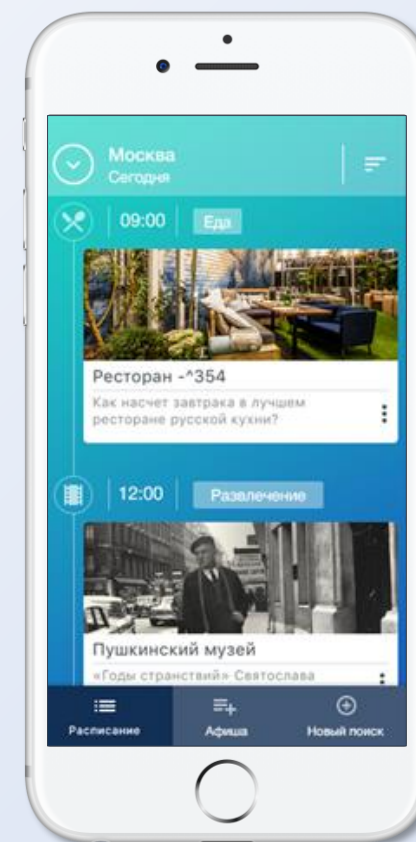 Москва
Сегодня
09:00
Еда
Ресторан -^354
Как насчет завтрака в лучшем
ресторане русской кухни?
12:00
Развлечение
Пушкинский музей
«Годы странствий» Святослава
Расписание
Афиша
Новый поиск